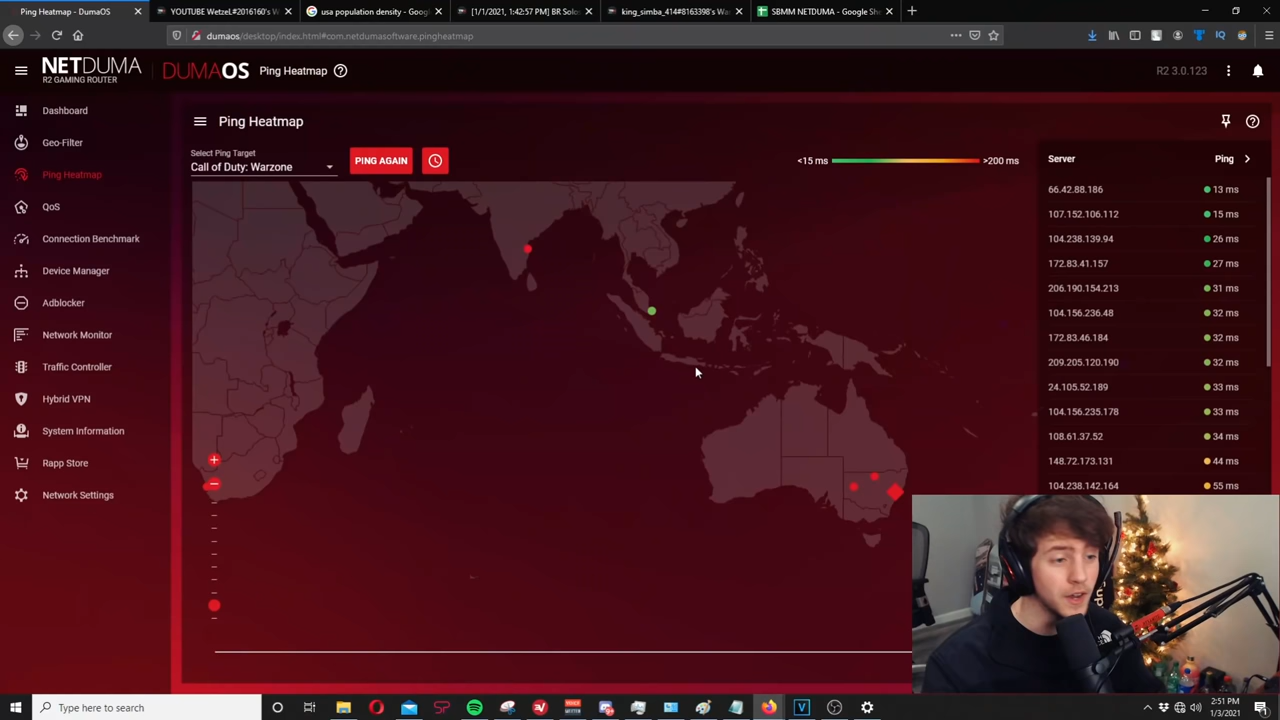 Ping Heatmap - DumaOS
YOUTUBE WetzeL#2016160's W
usa population density - Goog
[1/1/2021, 1:42:57 PM] BR Solo
king_simba_414#8163398's Wa
SBMM NETDUMA - Google She
dumaos/desktop/index.html#com.netdumasoftware.pingheatmap
NETDUMA
R2 GAMING ROUTER
DUMAOS
Ping Heatmap
R2 3.0.123
Dashboard
Geo-Filter
Ping Heatmap
QoS
Connection Benchmark
Device Manager
Adblocker
Network Monitor
Traffic Controller
Hybrid VPN
System Information
Rapp Store
Network Settings
Ping Heatmap
Select Ping Target
Call of Duty: Warzone
PING AGAIN
<15 ms
>200 ms
Server Ping
66.42.88.186 13 ms
107.152.106.112 15 ms
104.238.139.94 26 ms
172.83.41.157 27 ms
206.190.154.213 31 ms
104.156.236.48 32 ms
172.83.46.184 32 ms
209.205.120.190 32 ms
24.105.52.189 33 ms
104.156.235.178 33 ms
108.61.37.52 34 ms
148.72.173.131 44 ms
104.238.142.164 55 ms
Type here to search
2:51 PM
1/3/2021